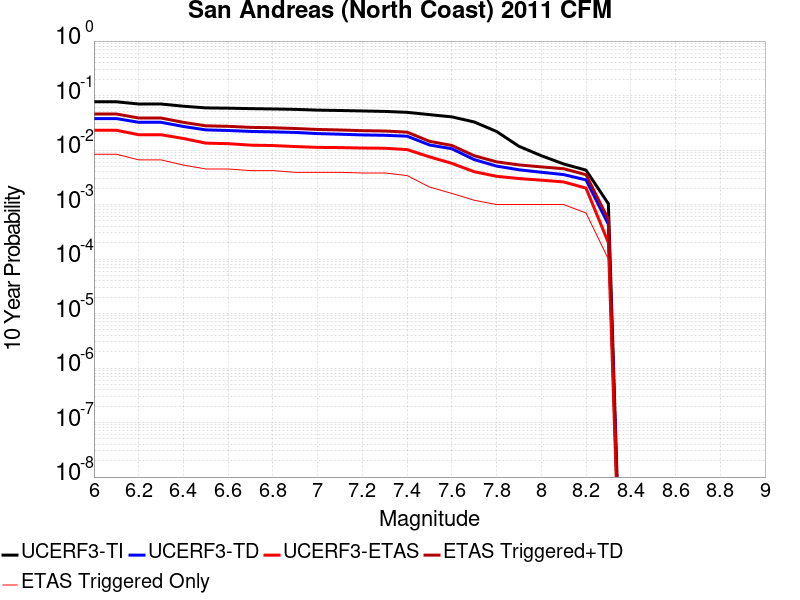 San Andreas (North Coast) 2011 CFM
10 Year Probability
10^0
10^-1
10^-2
10^-3
10^-4
10^-5
10^-6
10^-7
10^-8
6 6.2 6.4 6.6 6.8 7 7.2 7.4 7.6 7.8 8 8.2 8.4 8.6 8.8 9
Magnitude
UCERF3-TI UCERF3-TD UCERF3-ETAS ETAS Triggered+TD
ETAS Triggered Only